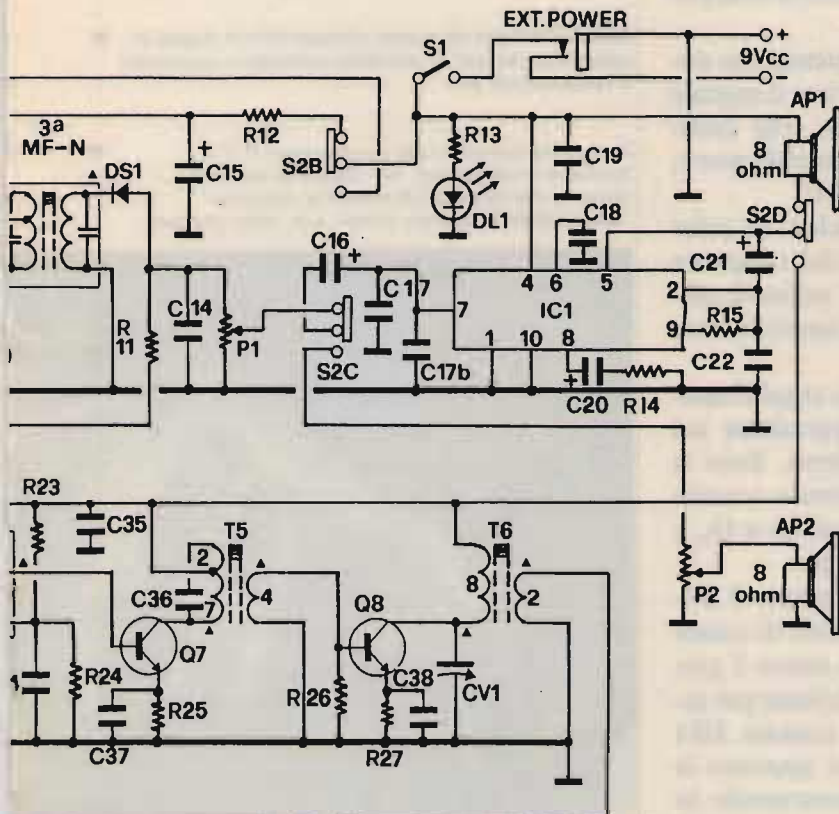 EXT.POWER
S1
+
9Vcc
-
AP1
8
ohm
3a
MF-N
DS1
R12
+
C15
S2B
R13
DL1
C19
C18
S2D
+
C21
C16
+
C17
4
6
5
7
IC1
2
9
R15
C22
1
10
8
+
C20
R14
R
11
C14
P1
S2C
C17b
R23
C35
T5
2
7
4
C36
Q7
R24
C37
R25
T6
8
2
Q8
R26
C38
CV1
R27
AP2
8
ohm
P2